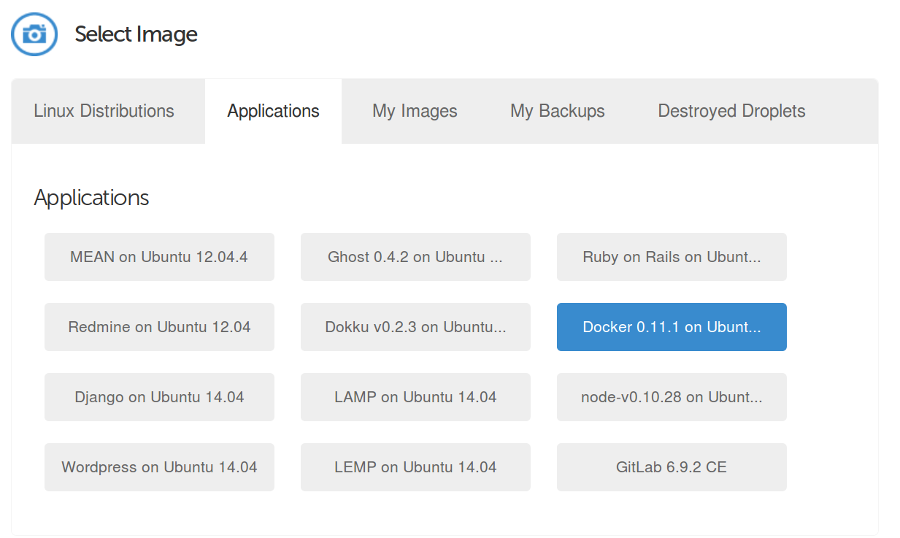 Select Image
Linux Distributions Applications My Images My Backups Destroyed Droplets
Applications
MEAN on Ubuntu 12.04.4 Ghost 0.4.2 on Ubuntu ... Ruby on Rails on Ubunt...
Redmine on Ubuntu 12.04 Dokku v0.2.3 on Ubuntu... Docker 0.11.1 on Ubunt...
Django on Ubuntu 14.04 LAMP on Ubuntu 14.04 node-v0.10.28 on Ubunt...
Wordpress on Ubuntu 14.04 LEMP on Ubuntu 14.04 GitLab 6.9.2 CE